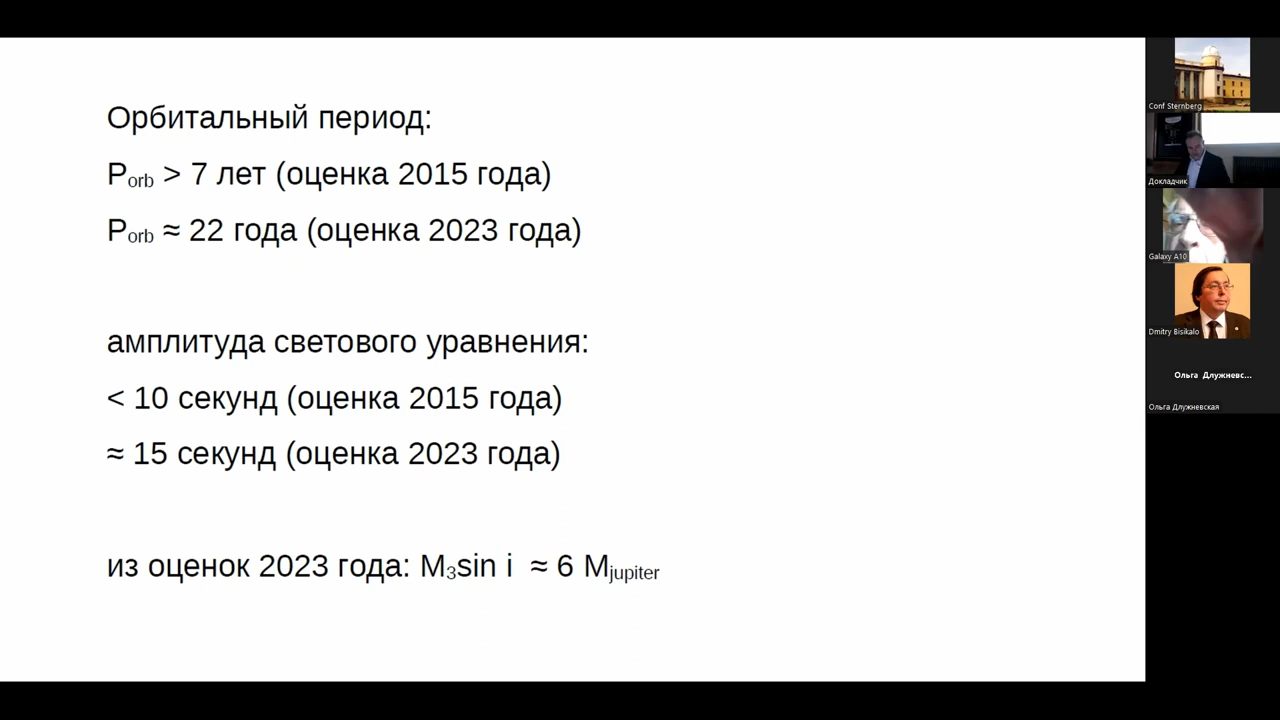 Орбитальный период:
Porb > 7 лет (оценка 2015 года)
Porb ≈ 22 года (оценка 2023 года)
амплитуда светового уравнения:
< 10 секунд (оценка 2015 года)
≈ 15 секунд (оценка 2023 года)
из оценок 2023 года: M3sin i ≈ 6 Mjupiter
Conf Sternberg
Докладчик
Galaxy A10
Dmitry Bisikalo
Ольга Длужневс...
Ольга Длужневская